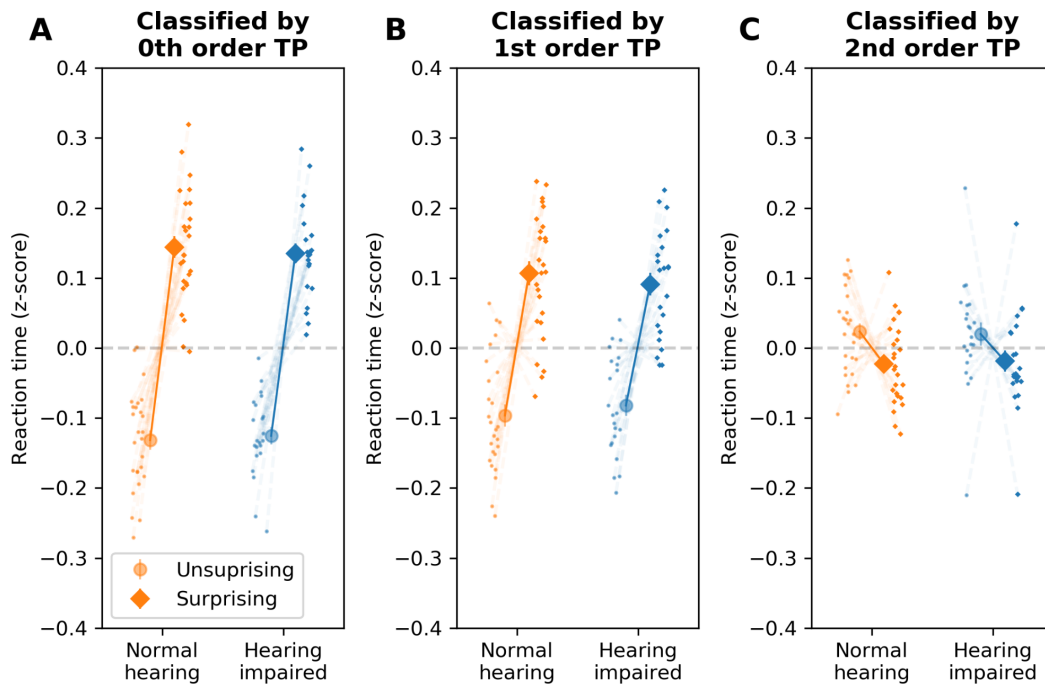 A
Classified by
0th order TP
Reaction time (z-score)
0.4
0.3
0.2
0.1
0.0
−0.1
−0.2
−0.3
−0.4
Unsuprising
Surprising
Normal
hearing
Hearing
impaired
B
Classified by
1st order TP
Reaction time (z-score)
0.4
0.3
0.2
0.1
0.0
−0.1
−0.2
−0.3
−0.4
Normal
hearing
Hearing
impaired
C
Classified by
2nd order TP
Reaction time (z-score)
0.4
0.3
0.2
0.1
0.0
−0.1
−0.2
−0.3
−0.4
Normal
hearing
Hearing
impaired